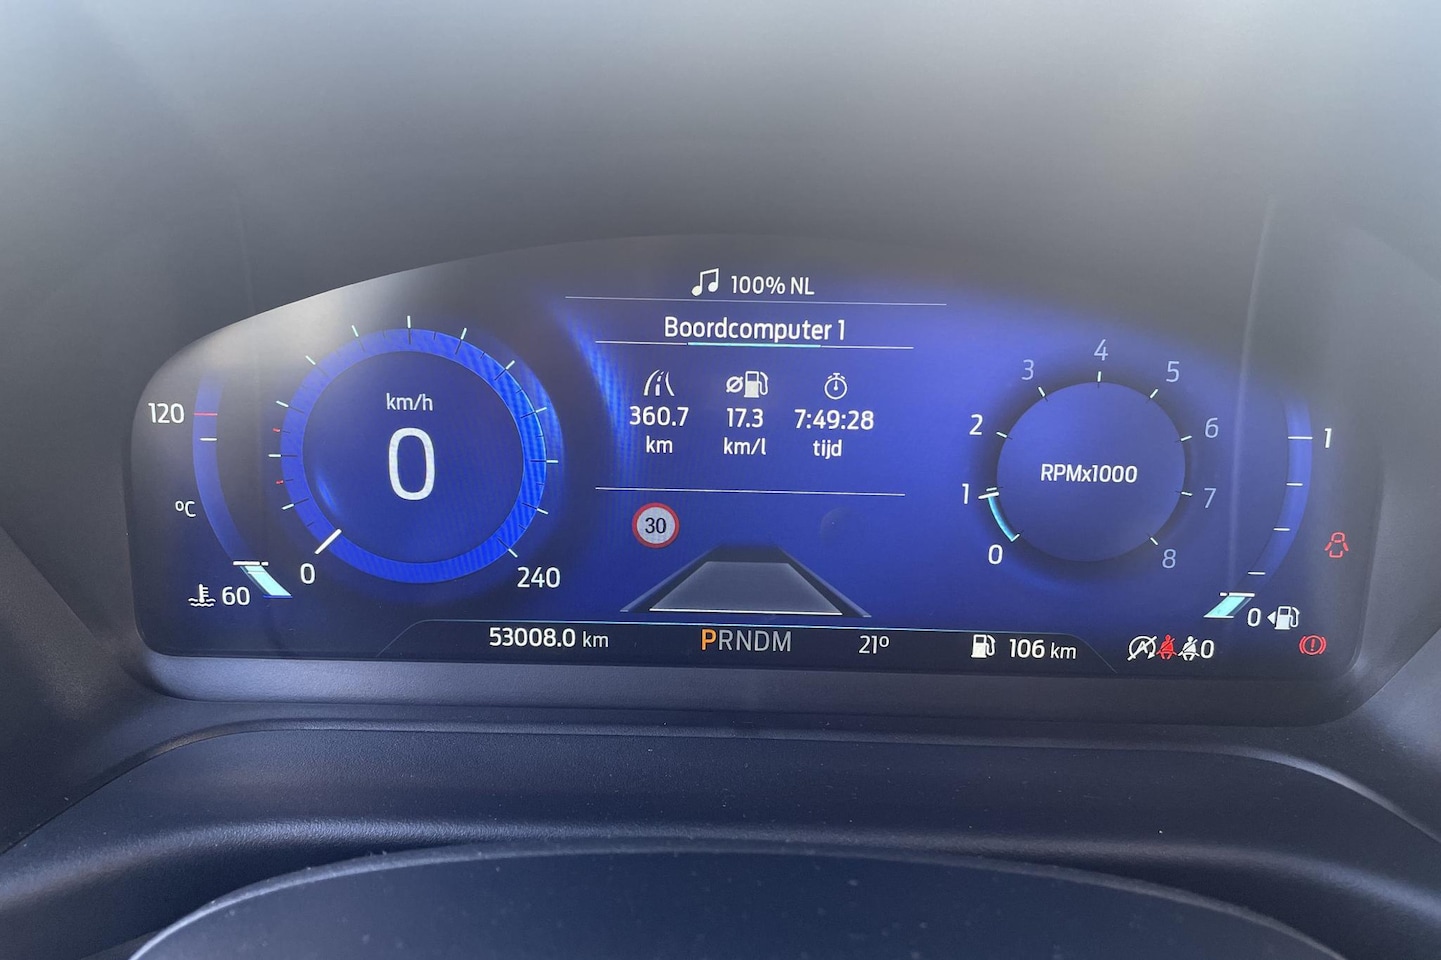 100% NL
Boordcomputer 1
360.7 17.3 7:49:28
km km/l tijd
30
120
°C
60
km/h
0
0
240
0
1
2
3
4
5
6
7
8
RPMx1000
1
0
53008.0 km
PRNDM
21°
106 km
0